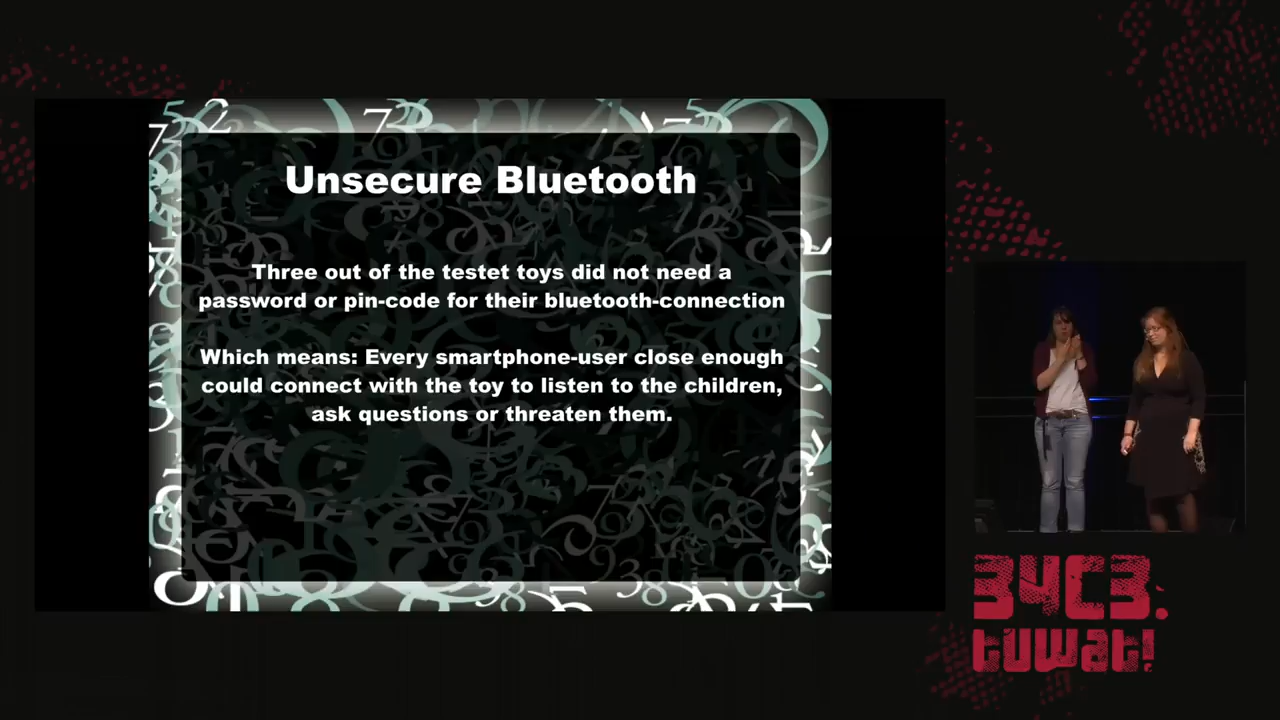 Unsecure Bluetooth
Three out of the testet toys did not need a
password or pin-code for their bluetooth-connection
Which means: Every smartphone-user close enough
could connect with the toy to listen to the children,
ask questions or threaten them.
34C3.
tuwat!